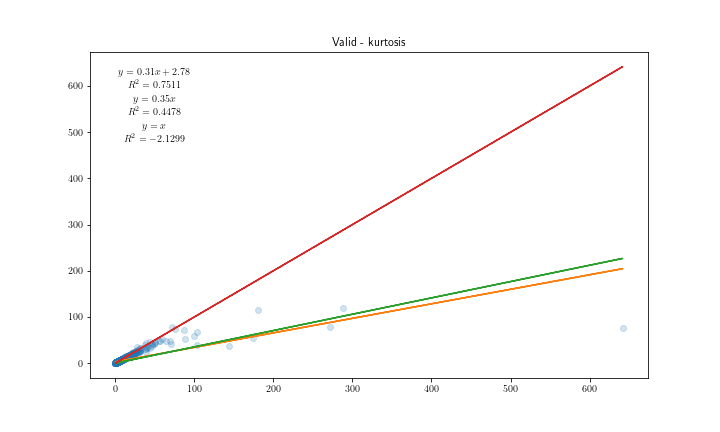 Valid - kurtosis
y = 0.31x + 2.78
R² = 0.7511
y = 0.35x
R² = 0.4478
y = x
R² = −2.1299
600
500
400
300
200
100
0
0 100 200 300 400 500 600